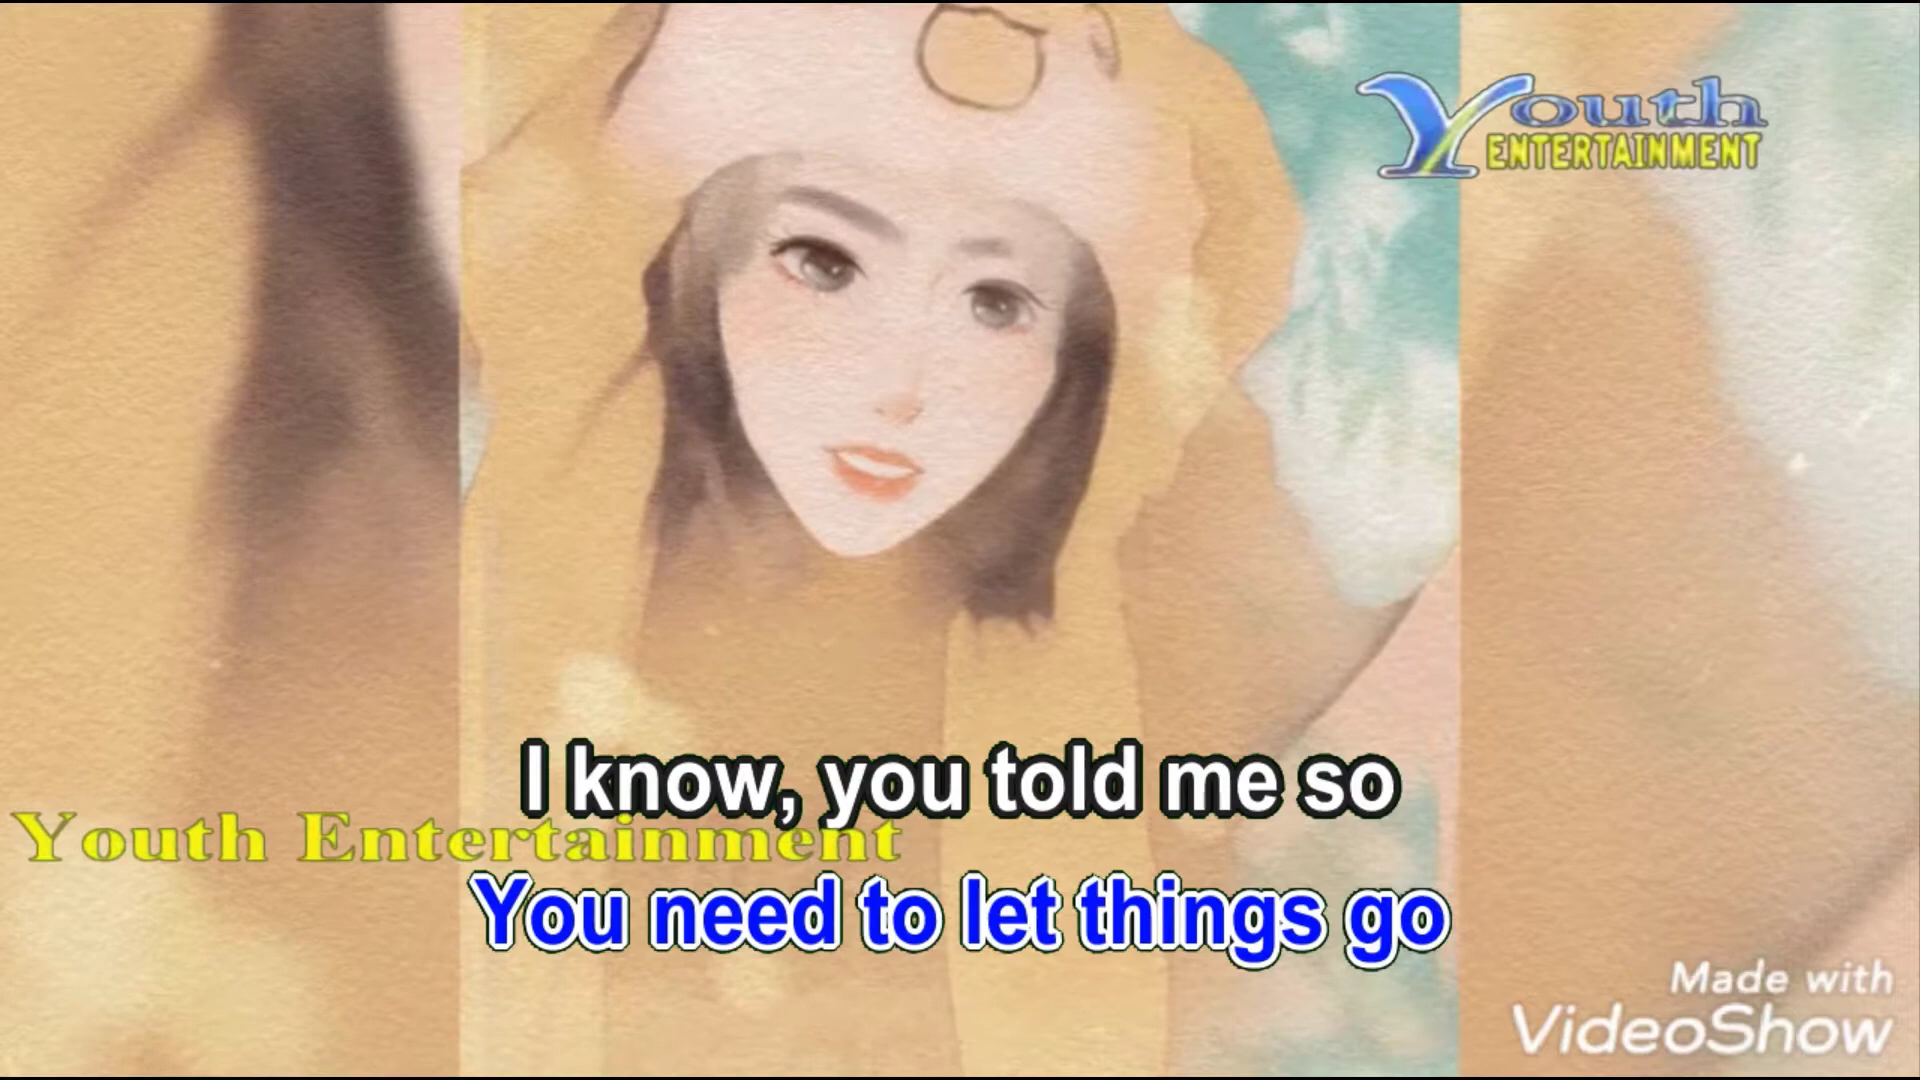 Youth
ENTERTAINMENT
I know, you told me so
Youth Entertainment
You need to let things go
Made with
VideoShow